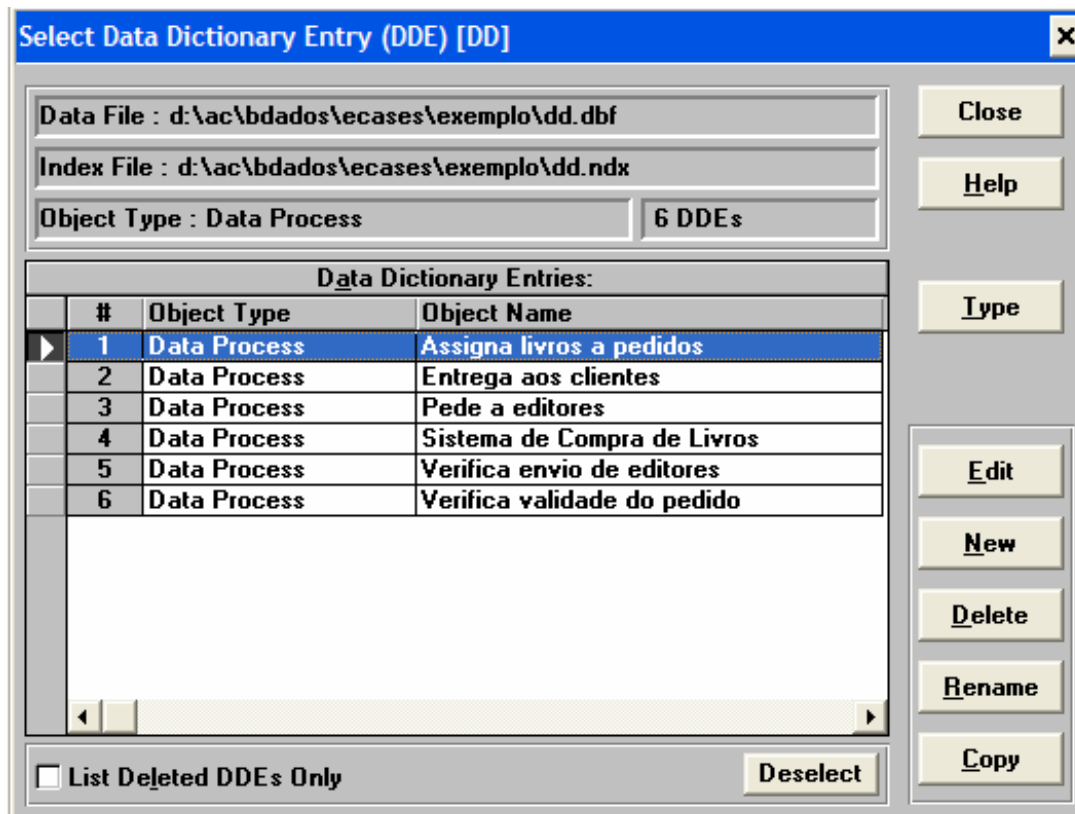 Select Data Dictionary Entry (DDE) [DD]
Data File : d:\ac\bdados\ecases\exemplo\dd.dbf
Index File : d:\ac\bdados\ecases\exemplo\dd.ndx
Object Type : Data Process 6 DDEs
Close
Help
Type
Data Dictionary Entries:
# Object Type Object Name
1 Data Process Assigna livros a pedidos
2 Data Process Entrega aos clientes
3 Data Process Pede a editores
4 Data Process Sistema de Compra de Livros
5 Data Process Verifica envio de editores
6 Data Process Verifica validade do pedido
Edit
New
Delete
Rename
Copy
List Deleted DDEs Only Deselect